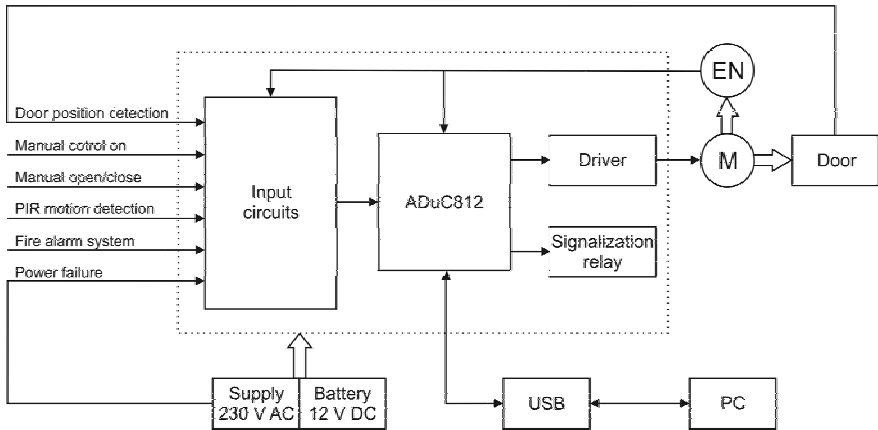 EN
Door position cetection
Manual cotrol on
Manual open/close
PIR motion detection
Fire alarm system
Power failure
Input
circuits
ADuC812
Driver
M
Door
Signalization
relay
Supply
230 V AC
Battery
12 V DC
USB
PC